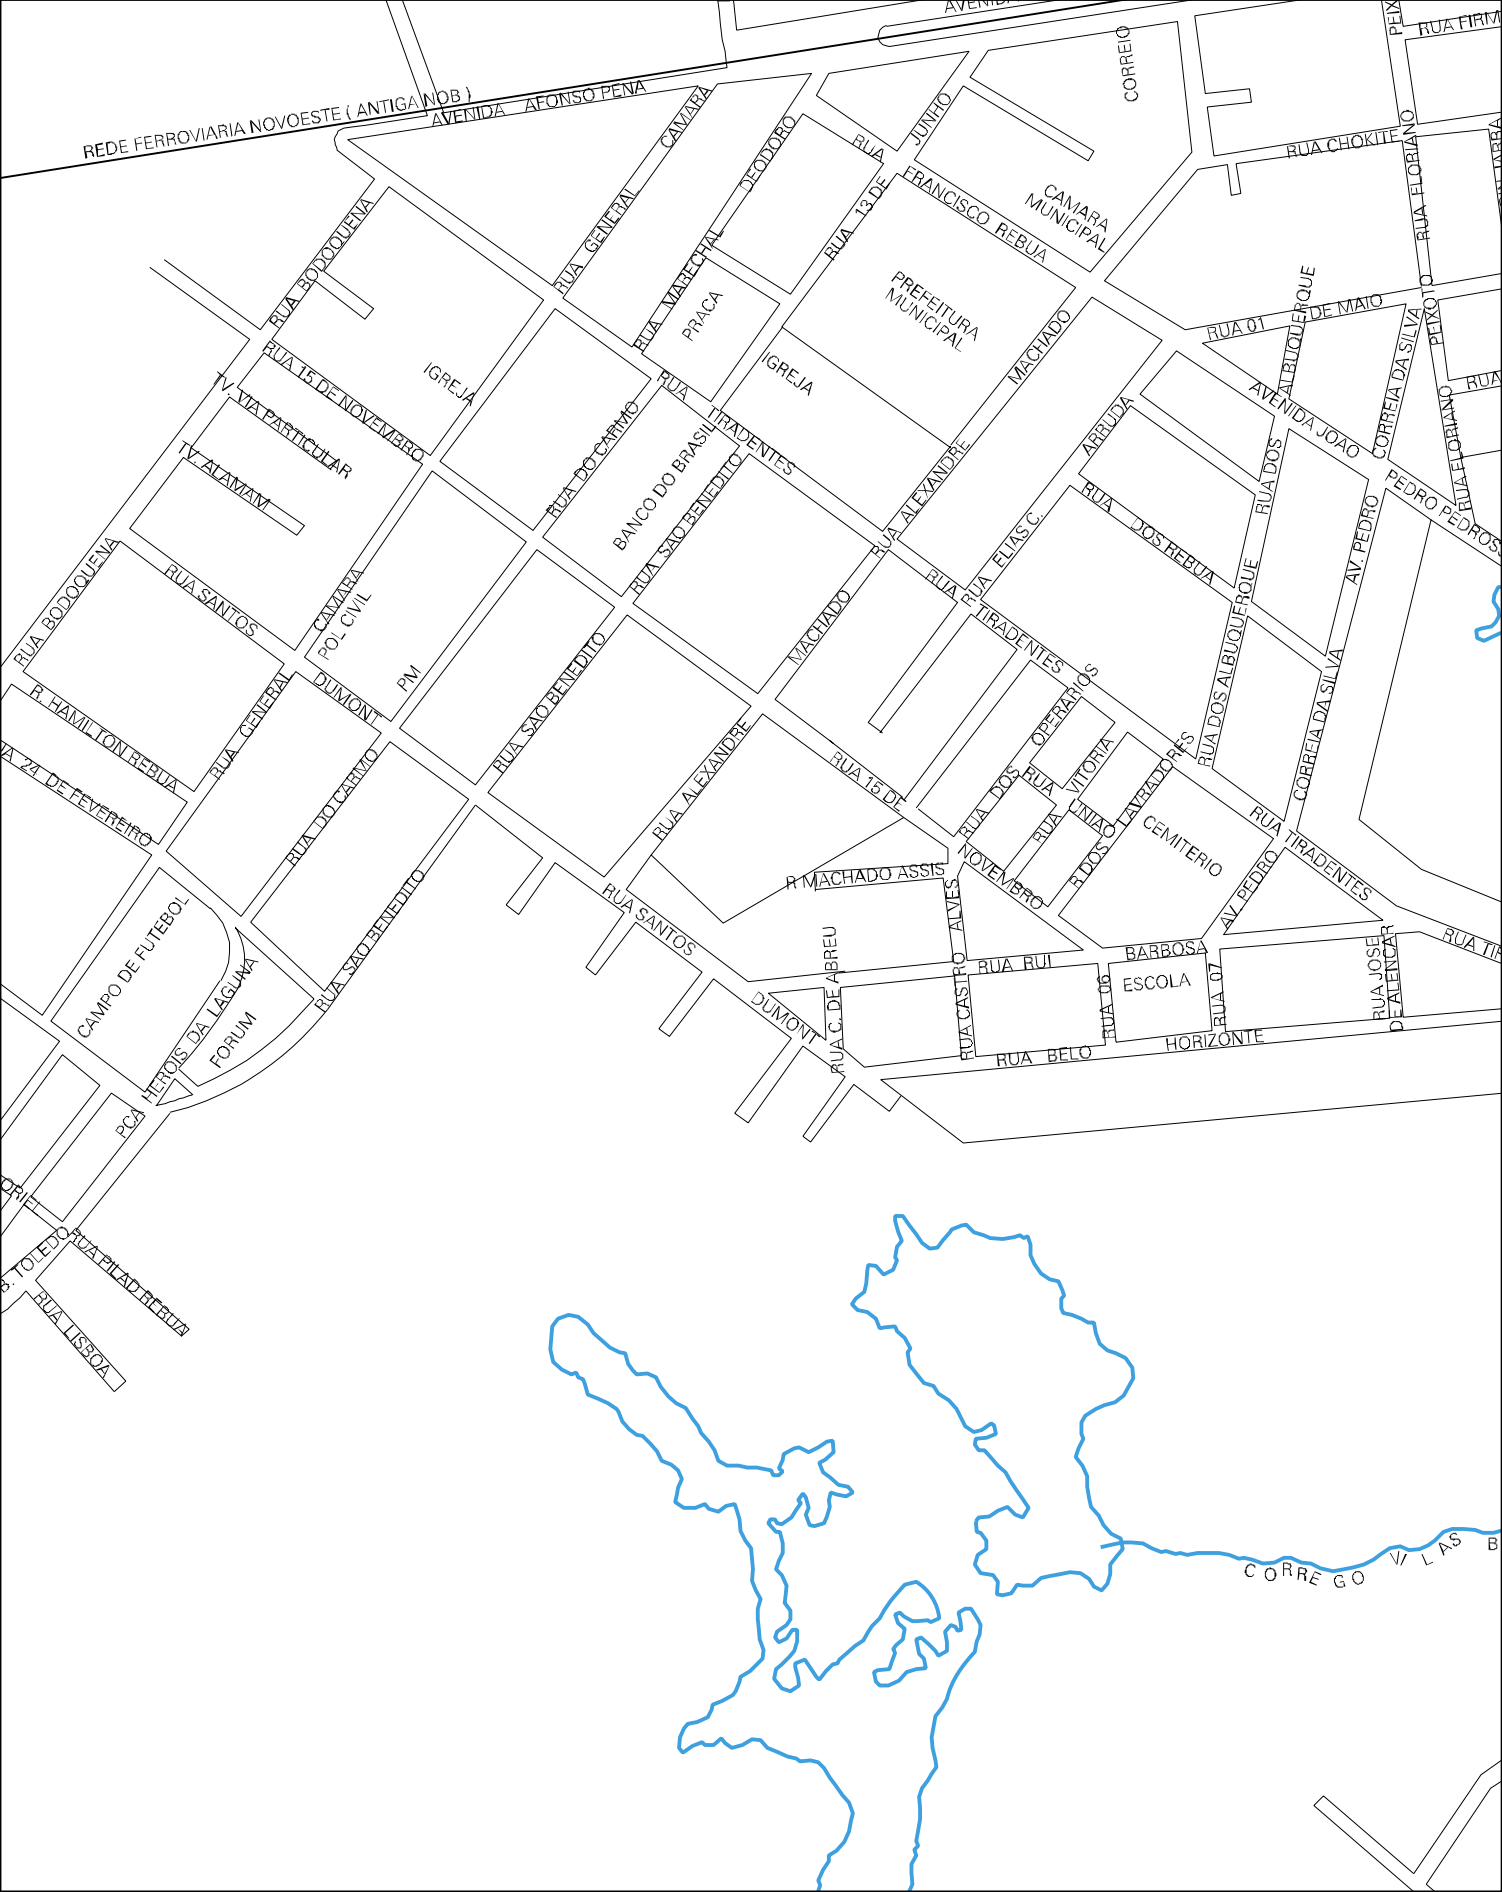 AVENIDA
RUA FIRM
PEIX
CORREIO
REDE FERROVIARIA NOVOESTE ( ANTIGA NOB )
AVENIDA AFONSO PENA
CAMARA
JUNHO
DEODORO
RUA
RUA CHOKITE
RUA FLORIANO
FRANCISCO REBUA
CAMARA
MUNICIPAL
RUA 13 DE
RUA GENERAL
RUA BODOQUENA
RUA MARECHAL
PREFEITURA
MUNICIPAL
PRACA
RUA 01
DE MAIO
ALBUQUERQUE
PEIXOTO
MACHADO
CORREIA DA SILVA
RUA 15 DE NOVEMBRO
IGREJA
IGREJA
RUA
TIRADENTES
TV. VIA PARTICULAR
AVENIDA JOAO
RUA
ARRUDA
RUA DO CARMO
BANCO DO BRASIL
RUA SAO BENEDITO
RUA ALEXANDRE
TV. ALAMAM
RUA DOS
RUA FLORIANO
PEDRO PEDROSS
RUA
DOS REBUA
RUA ELIAS C.
AV. PEDRO
RUA BODOQUENA
RUA SANTOS
CAMARA
POL CIVIL
MACHADO
RUA
TIRADENTES
RUA DOS ALBUQUERQUE
PM
DUMONT
RUA SAO BENEDITO
RUA GENERAL
R. HAMILTON REBUA
OPERARIOS
CORREIA DA SILVA
UA 24 DE FEVEREIRO
RUA DO CARMO
RUA ALEXANDRE
RUA 15 DE
RUA DOS
RUA
VITORIA
LAVRADORES
UNIAO
RUA
R DOS
CEMITERIO
RUA TIRADENTES
NOVEMBRO
R MACHADO ASSIS
AV. PEDRO
RUA SANTOS
RUA SAO BENEDITO
CAMPO DE FUTEBOL
ALVES
BARBOSA
RUA RUI
ESCOLA
RUA TIR
RUA JOSE
DE ALENCAR
RUA C. DE ABREU
RUA CASTRO
RUA 06
RUA 07
DUMONT
RUA BELO
HORIZONTE
HEROIS DA LAGUNA
FORUM
PCA
ORIEL
B. TOLEDO
RUA PILAD REBUA
RUA LISBOA
CORREGO VILAS B